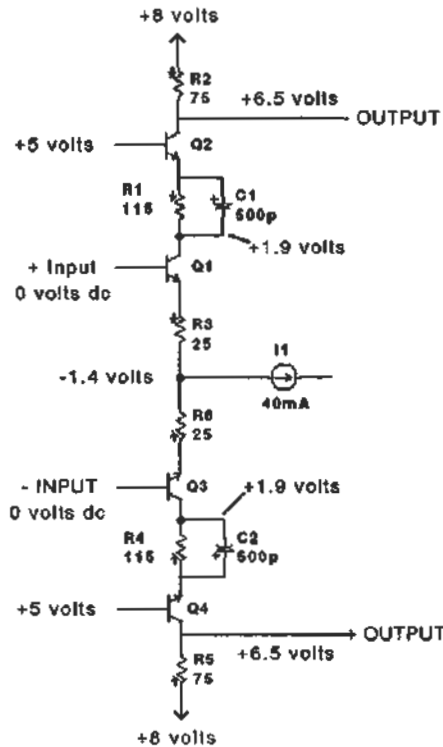 +8 volts
R2
75
+6.5 volts
OUTPUT
+5 volts
Q2
R1
115
C1
500p
+1.9 volts
+ Input
Q1
0 volts dc
R3
25
I1
-1.4 volts
40mA
R6
25
- INPUT
Q3
+1.9 volts
0 volts dc
R4
115
C2
500p
+5 volts
Q4
OUTPUT
+6.5 volts
R5
75
+8 volts